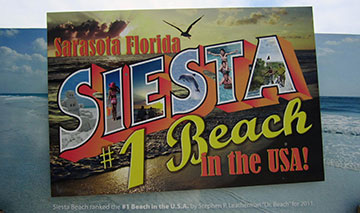 Sarasota Florida
SIESTA
#1 Beach
in the USA!
Siesta Beach ranked the #1 Beach in the U.S.A. by Stephen P. Leatherman "Dr. Beach" for 2011.